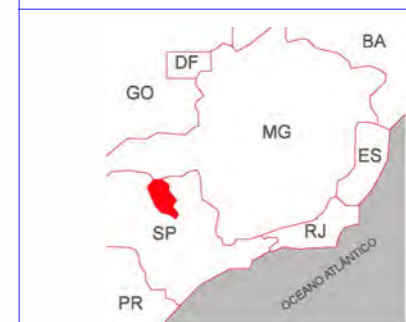 BA
DF
GO
MG
ES
SP
RJ
OCEANO ATLÂNTICO
PR